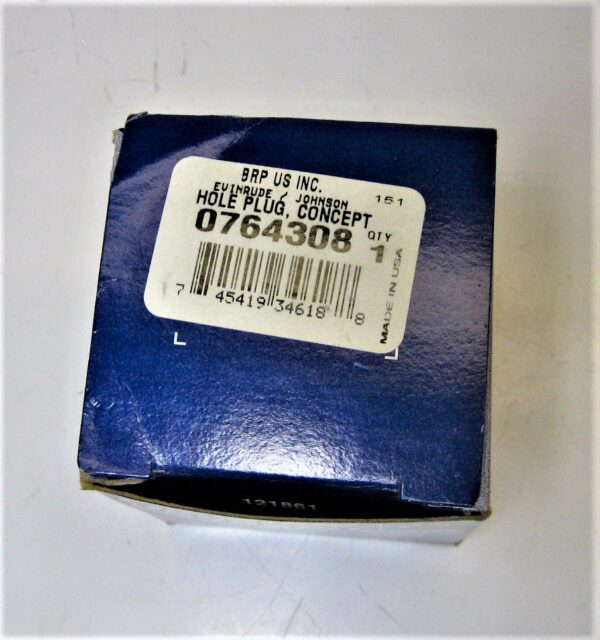 BRP US INC.
EVINRUDE / JOHNSON 151
HOLE PLUG, CONCEPT
0764308 QTY 1
7 45419 34618 8
MADE IN USA
121861